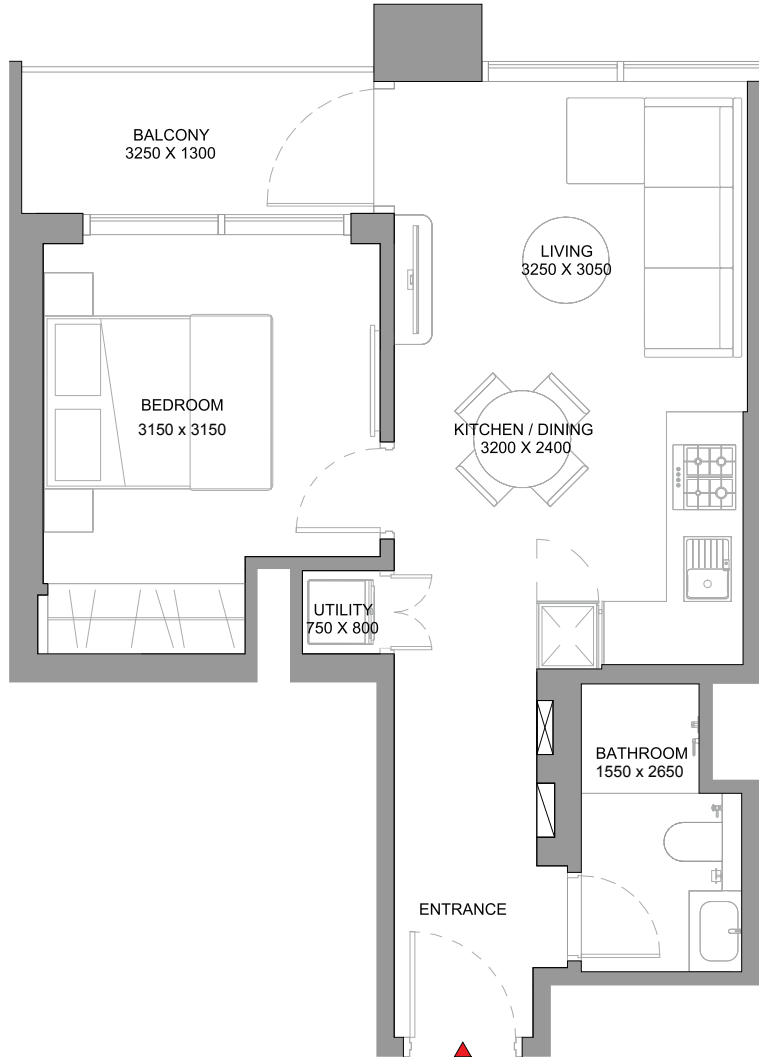 BALCONY
3250 X 1300
LIVING
3250 X 3050
BEDROOM
3150 x 3150
KITCHEN / DINING
3200 X 2400
UTILITY
750 X 800
BATHROOM
1550 x 2650
ENTRANCE